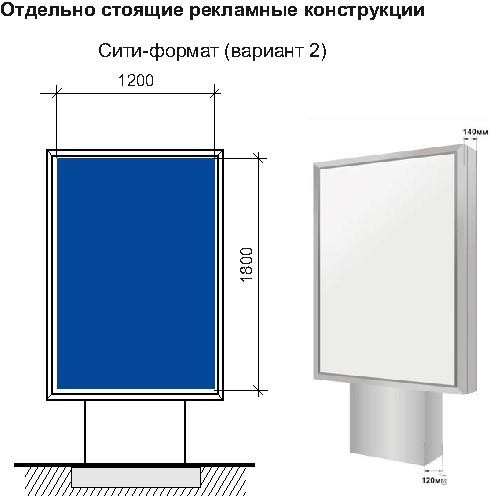 Отдельно стоящие рекламные конструкции
Сити-формат (вариант 2)
1200
140мм
1800
120мм